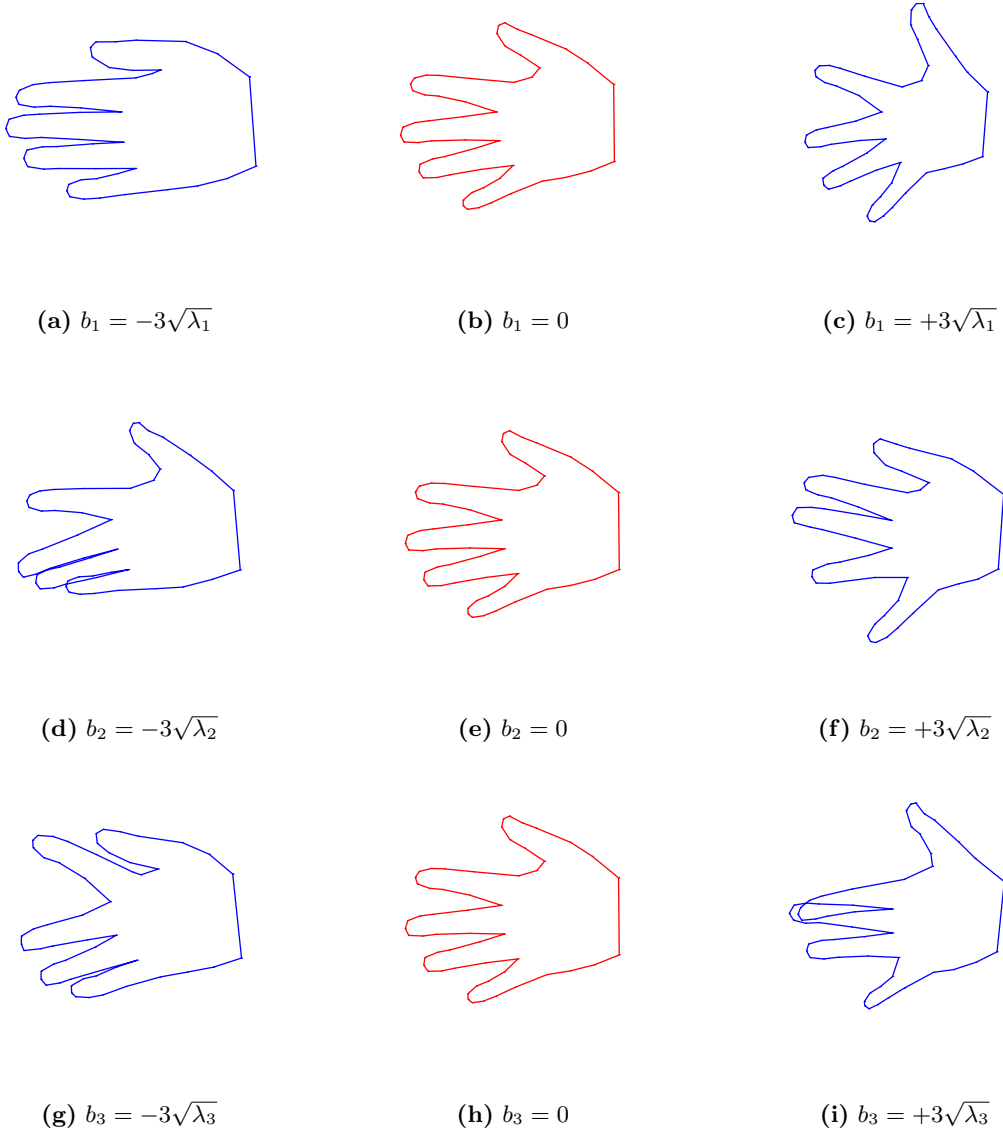 (a) b₁ = −3√λ₁ (b) b₁ = 0 (c) b₁ = +3√λ₁
(d) b₂ = −3√λ₂ (e) b₂ = 0 (f) b₂ = +3√λ₂
(g) b₃ = −3√λ₃ (h) b₃ = 0 (i) b₃ = +3√λ₃